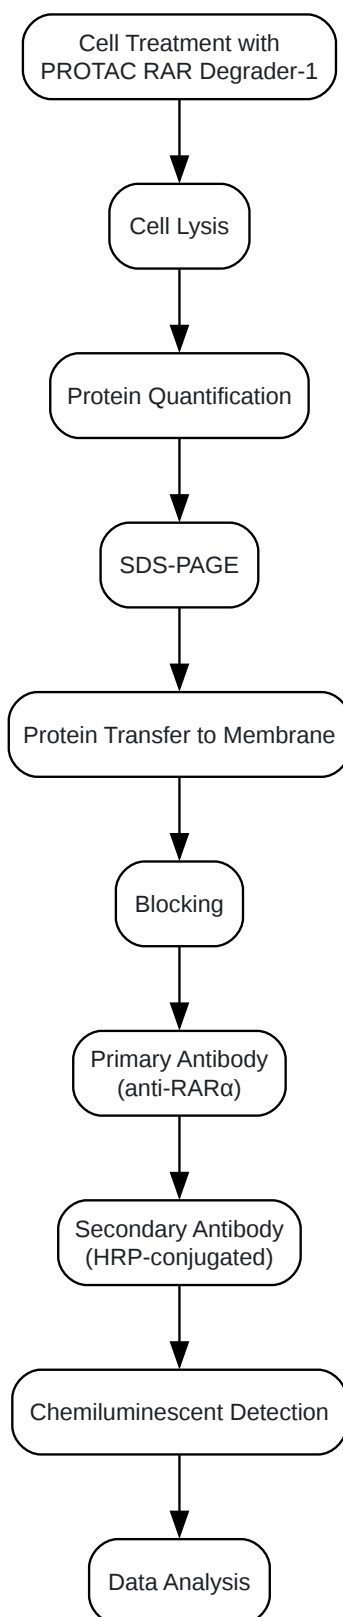 Cell Treatment with
PROTAC RAR Degrader-1
Cell Lysis
Protein Quantification
SDS-PAGE
Protein Transfer to Membrane
Blocking
Primary Antibody
(anti-RARα)
Secondary Antibody
(HRP-conjugated)
Chemiluminescent Detection
Data Analysis